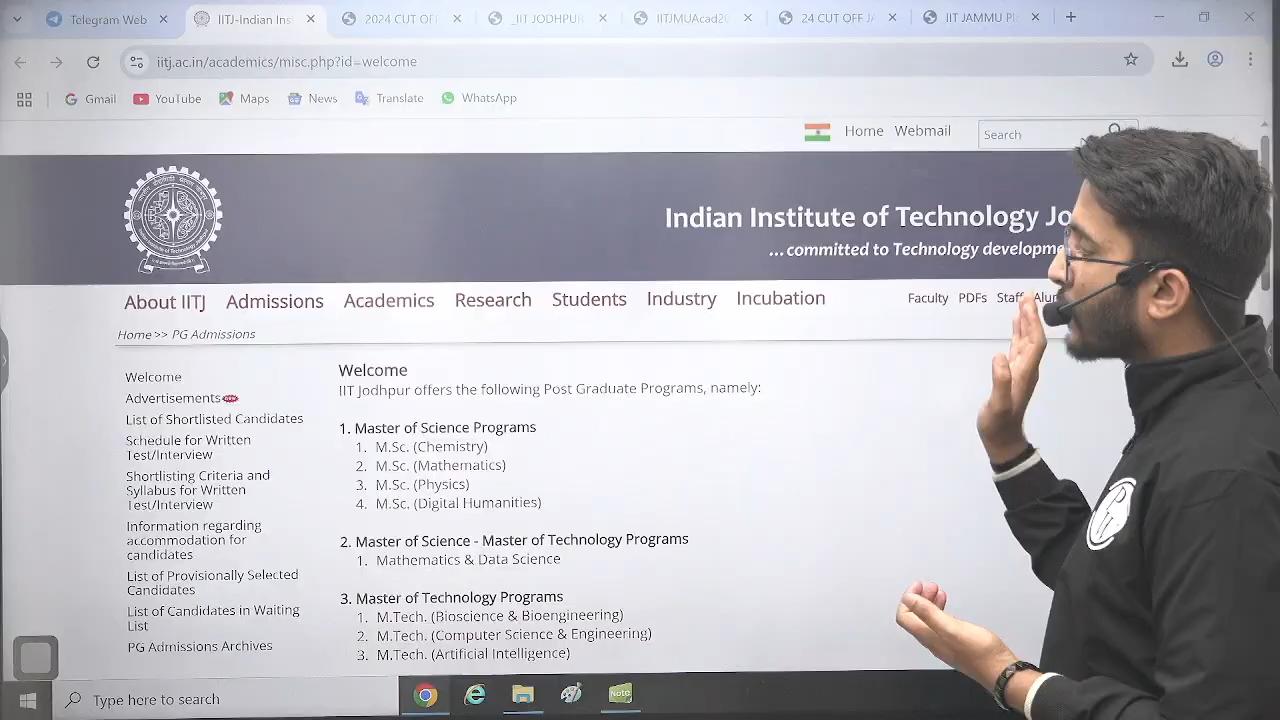 Telegram Web
IITJ-Indian Ins
2024 CUT OF
_IIT JODHPUR
IITJMUAcad20
24 CUT OFF JA
IIT JAMMU PI
iitj.ac.in/academics/misc.php?id=welcome
Gmail
YouTube
Maps
News
Translate
WhatsApp
Home
Webmail
Search
Indian Institute of Technology Jo
...committed to Technology developme
About IITJ
Admissions
Academics
Research
Students
Industry
Incubation
Faculty
PDFs
Staff
Alu
Home >> PG Admissions
Welcome
Advertisements
List of Shortlisted Candidates
Schedule for Written
Test/Interview
Shortlisting Criteria and
Syllabus for Written
Test/Interview
Information regarding
accommodation for
candidates
List of Provisionally Selected
Candidates
List of Candidates in Waiting
List
PG Admissions Archives
Welcome
IIT Jodhpur offers the following Post Graduate Programs, namely:
1. Master of Science Programs
1. M.Sc. (Chemistry)
2. M.Sc. (Mathematics)
3. M.Sc. (Physics)
4. M.Sc. (Digital Humanities)
2. Master of Science - Master of Technology Programs
1. Mathematics & Data Science
3. Master of Technology Programs
1. M.Tech. (Bioscience & Bioengineering)
2. M.Tech. (Computer Science & Engineering)
3. M.Tech. (Artificial Intelligence)
Type here to search
Note